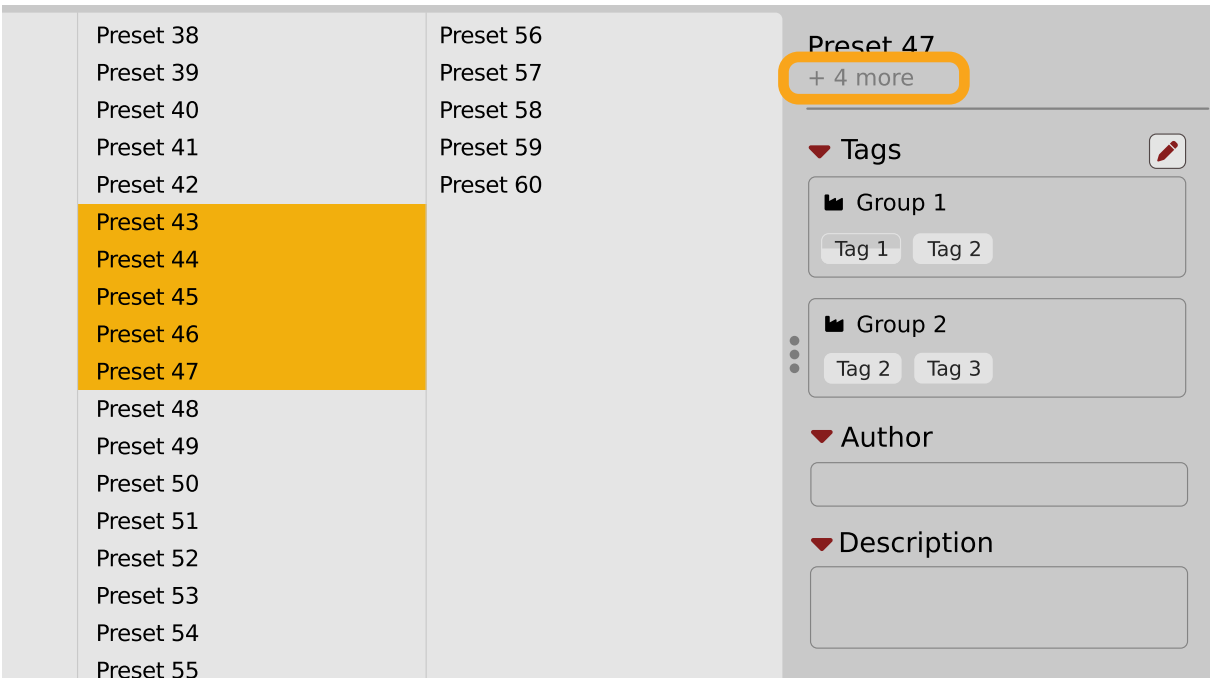 Preset 38
Preset 39
Preset 40
Preset 41
Preset 42
Preset 43
Preset 44
Preset 45
Preset 46
Preset 47
Preset 48
Preset 49
Preset 50
Preset 51
Preset 52
Preset 53
Preset 54
Preset 55
Preset 56
Preset 57
Preset 58
Preset 59
Preset 60
Preset 47
+ 4 more
Tags
Group 1
Tag 1 Tag 2
Group 2
Tag 2 Tag 3
Author
Description